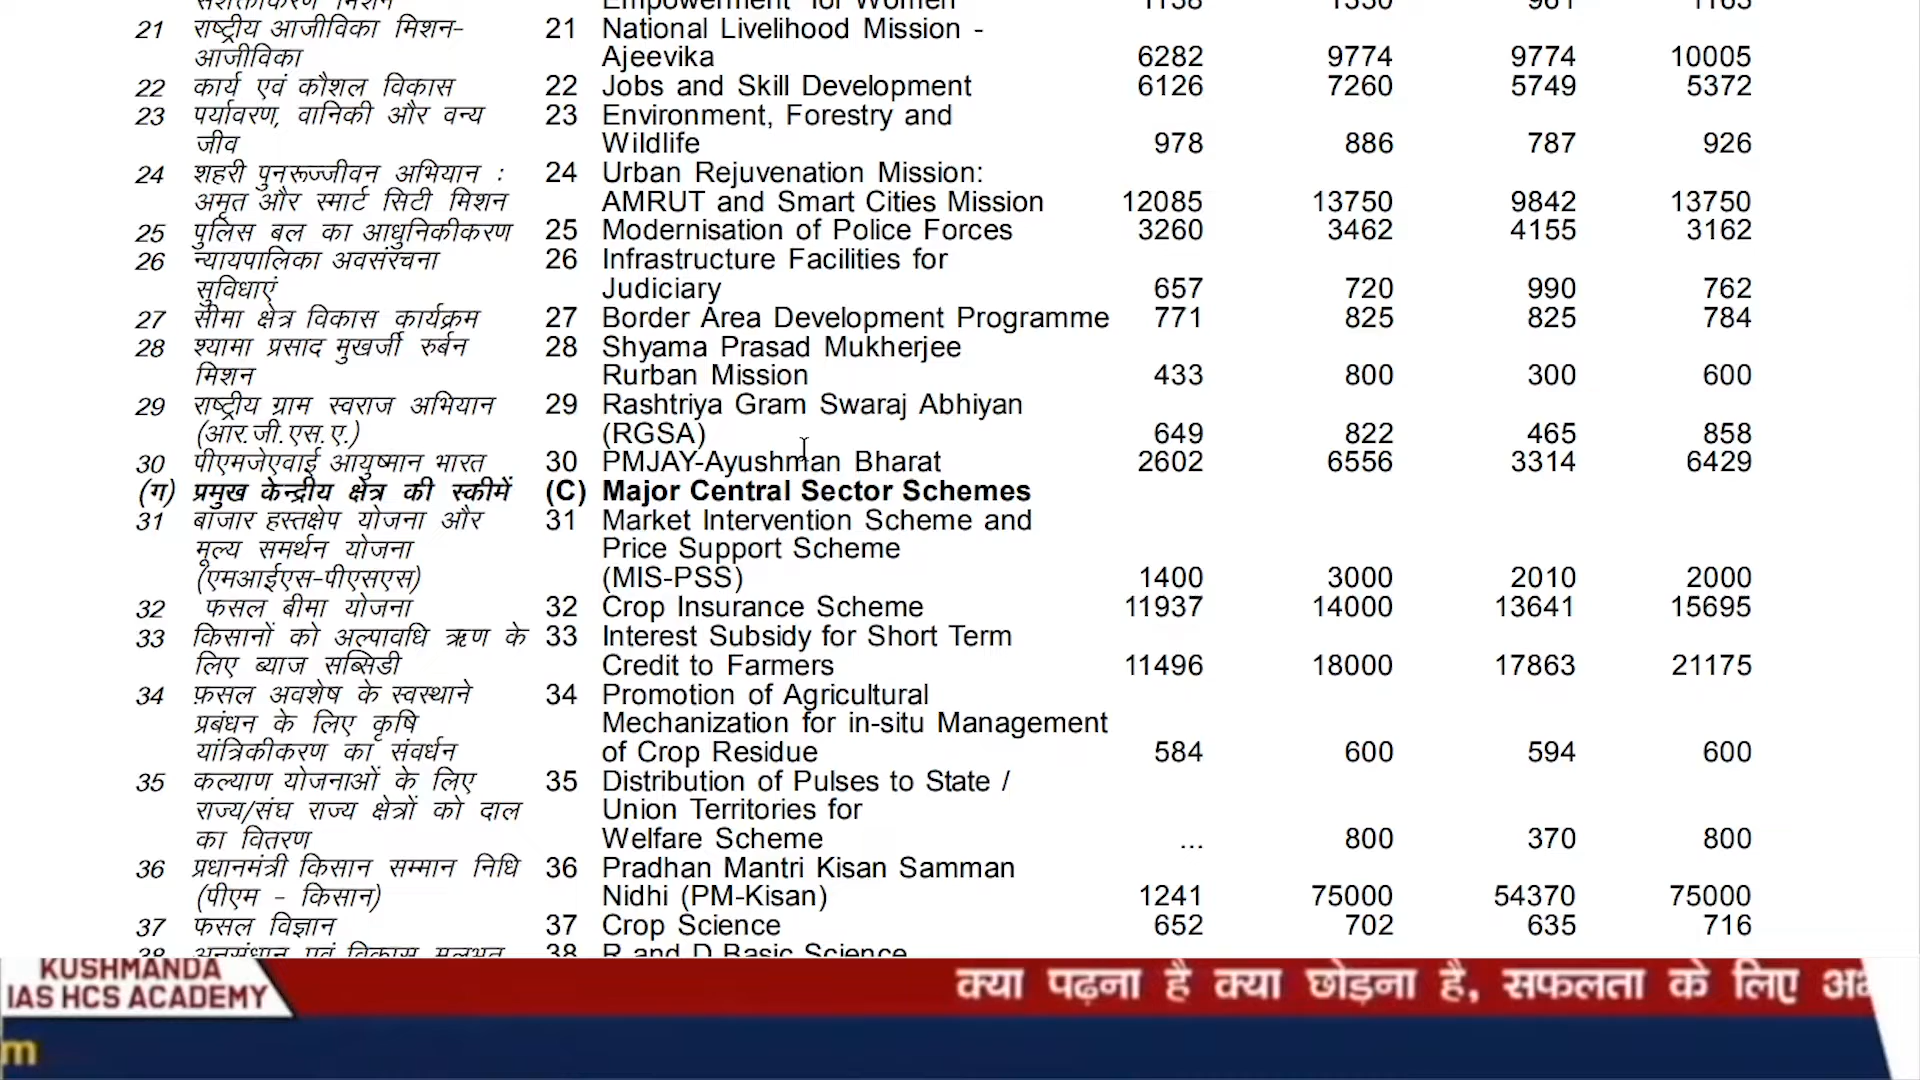 21 राष्ट्रीय आजीविका मिशन- 21 National Livelihood Mission -
आजीविका Ajeevika 6282 9774 9774 10005
22 कार्य एवं कौशल विकास 22 Jobs and Skill Development 6126 7260 5749 5372
23 पर्यावरण, वानिकी और वन्य 23 Environment, Forestry and
जीव Wildlife 978 886 787 926
24 शहरी पुनरूज्जीवन अभियान : 24 Urban Rejuvenation Mission:
अमृत और स्मार्ट सिटी मिशन AMRUT and Smart Cities Mission 12085 13750 9842 13750
25 पुलिस बल का आधुनिकीकरण 25 Modernisation of Police Forces 3260 3462 4155 3162
26 न्यायपालिका अवसंरचना 26 Infrastructure Facilities for
सुविधाएं Judiciary 657 720 990 762
27 सीमा क्षेत्र विकास कार्यक्रम 27 Border Area Development Programme 771 825 825 784
28 श्यामा प्रसाद मुखर्जी रुर्बन 28 Shyama Prasad Mukherjee
मिशन Rurban Mission 433 800 300 600
29 राष्ट्रीय ग्राम स्वराज अभियान 29 Rashtriya Gram Swaraj Abhiyan
(आर.जी.एस.ए.) (RGSA) 649 822 465 858
30 पीएमजेएवाई आयुष्मान भारत 30 PMJAY-Ayushman Bharat 2602 6556 3314 6429
(ग) प्रमुख केन्द्रीय क्षेत्र की स्कीमें (C) Major Central Sector Schemes
31 बाजार हस्तक्षेप योजना और 31 Market Intervention Scheme and
मूल्य समर्थन योजना Price Support Scheme
(एमआईएस-पीएसएस) (MIS-PSS) 1400 3000 2010 2000
32 फसल बीमा योजना 32 Crop Insurance Scheme 11937 14000 13641 15695
33 किसानों को अल्पावधि ऋण के 33 Interest Subsidy for Short Term
लिए ब्याज सब्सिडी Credit to Farmers 11496 18000 17863 21175
34 फ़सल अवशेष के स्वस्थाने 34 Promotion of Agricultural
प्रबंधन के लिए कृषि Mechanization for in-situ Management
यांत्रिकीकरण का संवर्धन of Crop Residue 584 600 594 600
35 कल्याण योजनाओं के लिए 35 Distribution of Pulses to State /
राज्य/संघ राज्य क्षेत्रों को दाल Union Territories for
का वितरण Welfare Scheme ... 800 370 800
36 प्रधानमंत्री किसान सम्मान निधि 36 Pradhan Mantri Kisan Samman
(पीएम - किसान) Nidhi (PM-Kisan) 1241 75000 54370 75000
37 फसल विज्ञान 37 Crop Science 652 702 635 716
38 R and D Basic Science
KUSHMANDA
IAS HCS ACADEMY
क्या पढ़ना है क्या छोड़ना है, सफलता के लिए
m